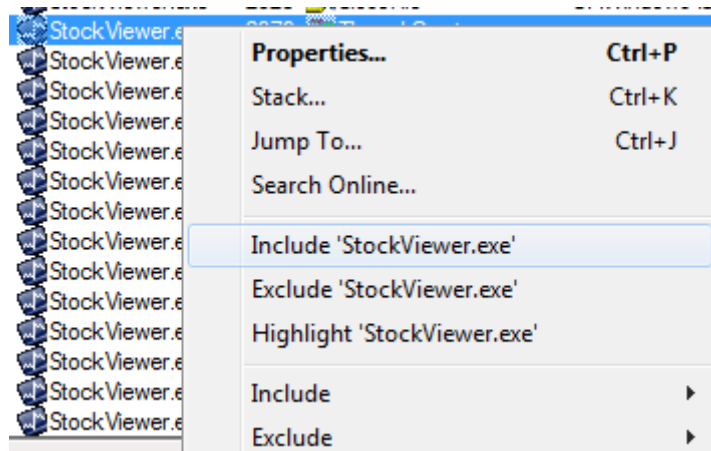 StockViewer.e
Properties... Ctrl+P
StockViewer.e
StockViewer.e
Stack... Ctrl+K
StockViewer.e
Jump To... Ctrl+J
StockViewer.e
StockViewer.e
Search Online...
StockViewer.e
StockViewer.e
Include 'StockViewer.exe'
StockViewer.e
StockViewer.e
Exclude 'StockViewer.exe'
StockViewer.e
Highlight 'StockViewer.exe'
StockViewer.e
StockViewer.e
Include
StockViewer.e
Exclude